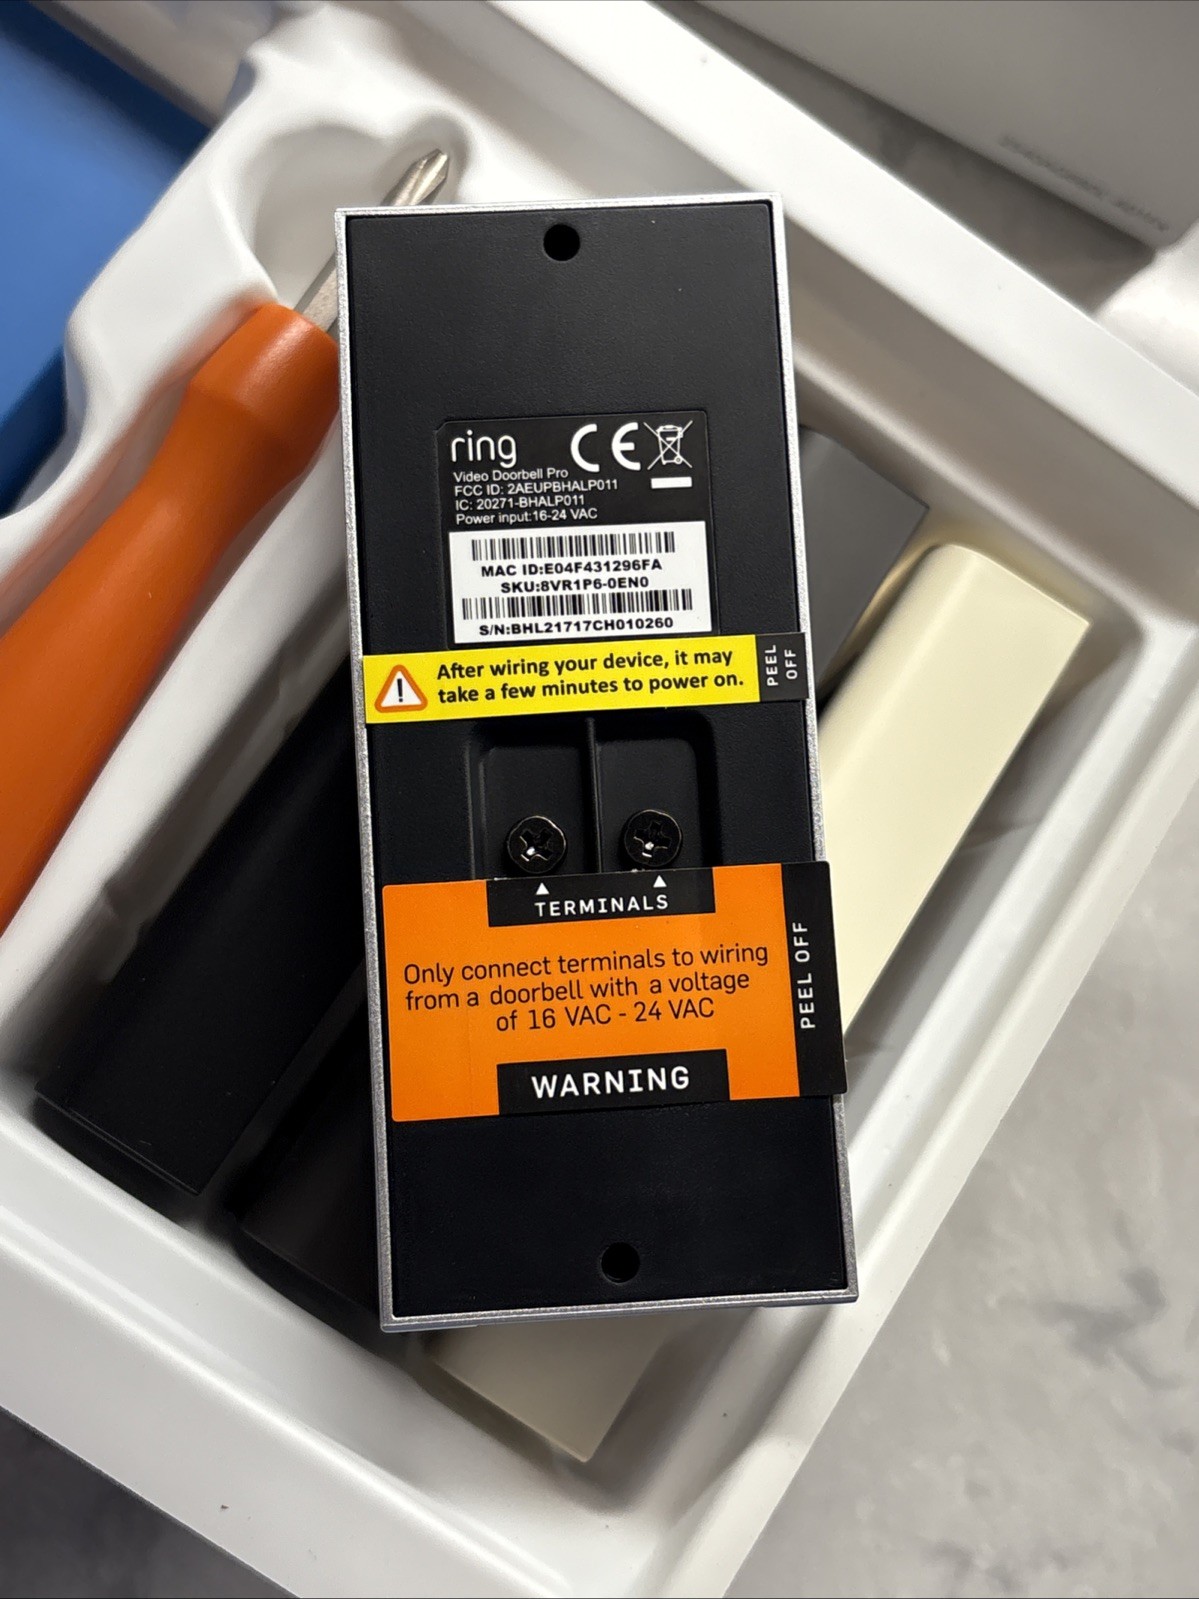 ring
Video Doorbell Pro
FCC ID: 2AEUPBHALP011
IC: 20271-BHALP011
Power input:16-24 VAC
CE
MAC ID:E04F431296FA
SKU:8VR1P6-0EN0
S/N:BHL21717CH010260
After wiring your device, it may
take a few minutes to power on.
PEEL
OFF
TERMINALS
Only connect terminals to wiring
from a doorbell with a voltage
of 16 VAC - 24 VAC
WARNING
PEEL OFF